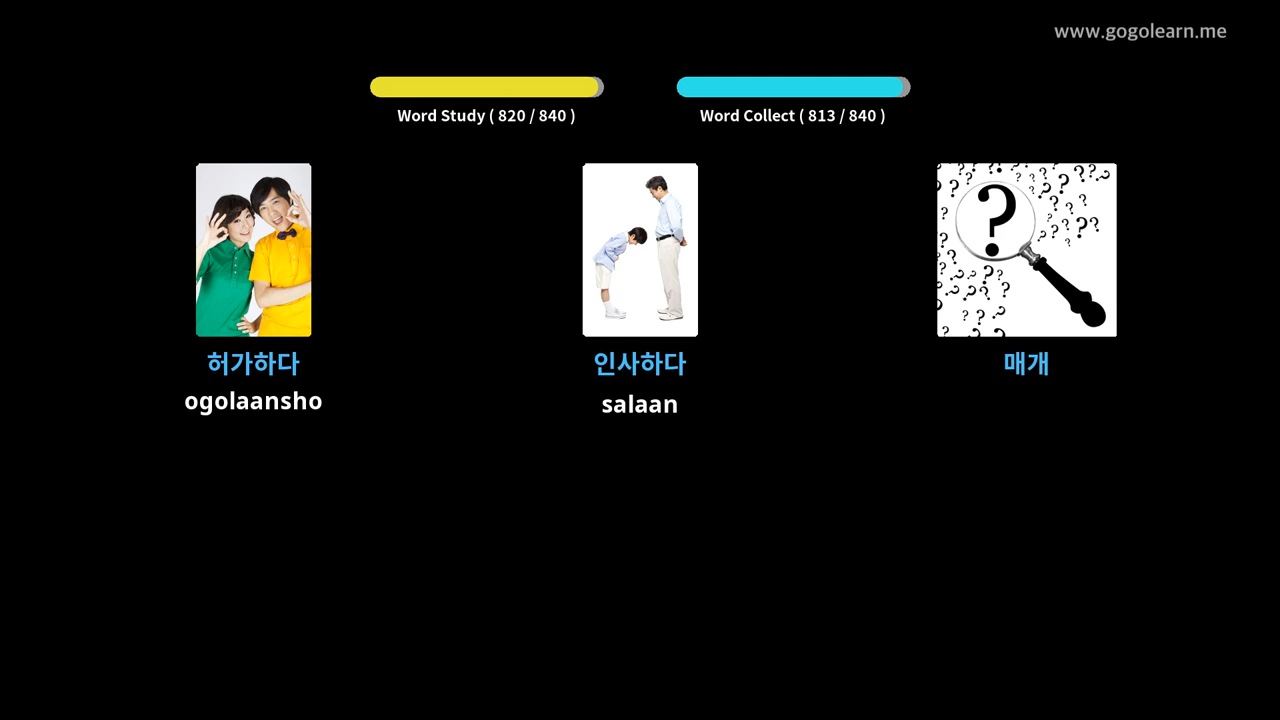 www.gogolearn.me
Word Study ( 820 / 840 )
Word Collect ( 813 / 840 )
허가하다
ogolaansho
인사하다
salaan
매개